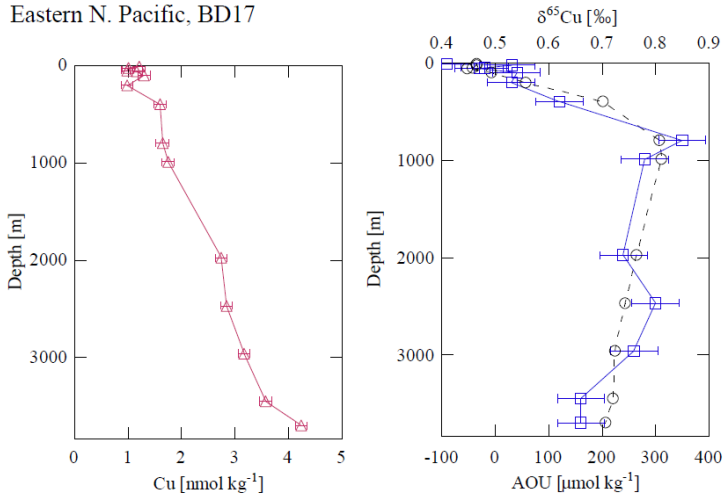 Eastern N. Pacific, BD17
δ⁶⁵Cu [‰]
0.4 0.5 0.6 0.7 0.8 0.9
0
1000
2000
3000
Depth [m]
0 1 2 3 4 5
Cu [nmol kg⁻¹]
0
1000
2000
3000
Depth [m]
-100 0 100 200 300 400
AOU [μmol kg⁻¹]